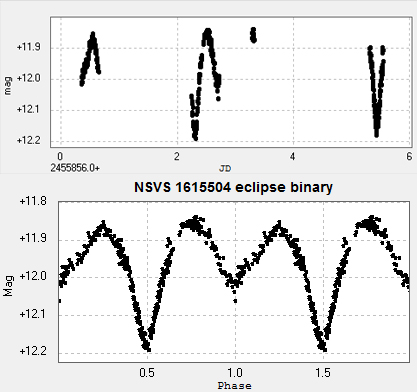 +11.9
+12.0
+12.1
+12.2
mag
0 2 4 6
2455856.0+ JD
NSVS 1615504 eclipse binary
+11.8
+11.9
+12.0
+12.1
+12.2
Mag
0.5 1.0 1.5
Phase